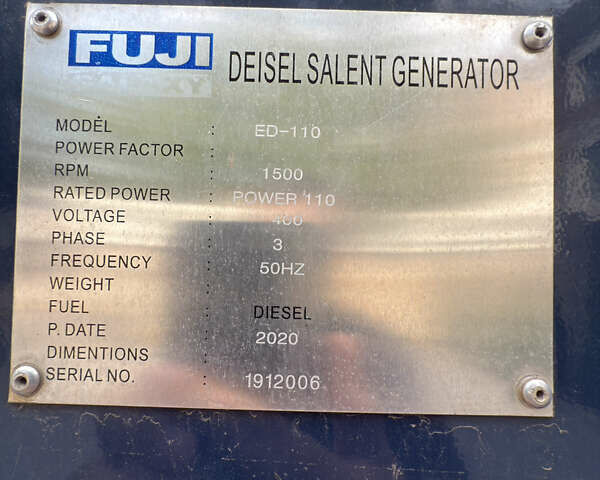 FUJI
GALAXY
DEISEL SALENT GENERATOR
MODEL : ED-110
POWER FACTOR :
RPM : 1500
RATED POWER : POWER 110
VOLTAGE : 400
PHASE : 3
FREQUENCY : 50HZ
WEIGHT :
FUEL : DIESEL
P. DATE : 2020
DIMENTIONS :
SERIAL NO. : 1912006